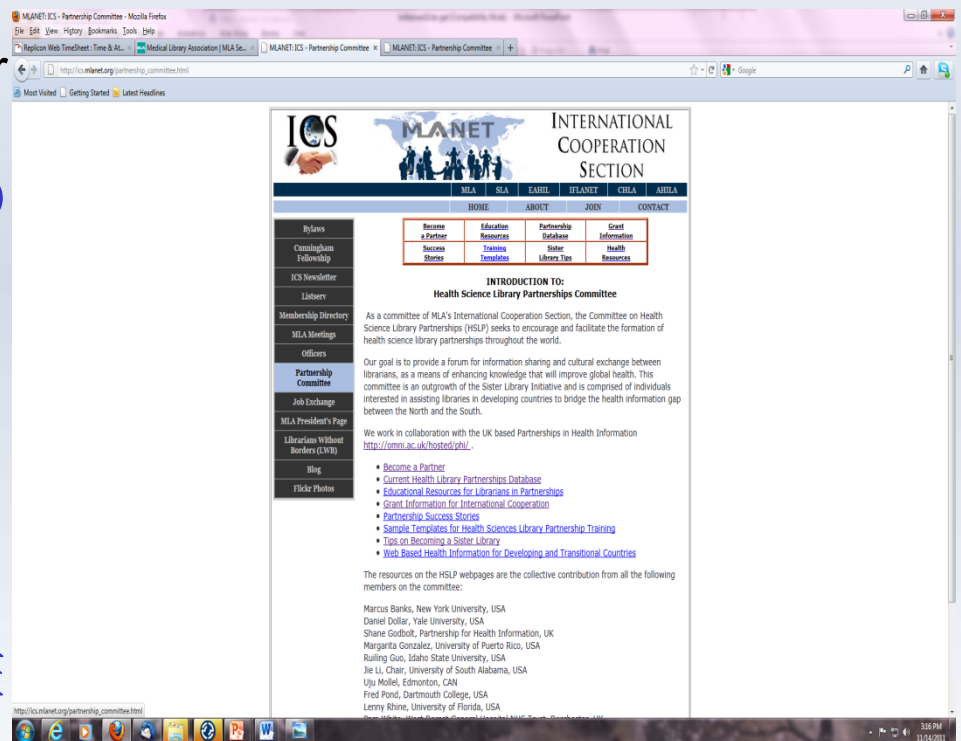 MLANET: ICS - Partnership Committee - Mozilla Firefox
File Edit View History Bookmarks Tools Help
Replicon Web TimeSheet : Time & At... Medical Library Association | MLA Se... MLANET: ICS - Partnership Committee MLANET: ICS - Partnership Committee
http://ics.mlanet.org/partnership_committee.html Google
Most Visited Getting Started Latest Headlines
ICS MLANET INTERNATIONAL
COOPERATION
SECTION
MLA SLA EAHIL IFLANET CHLA AHILA
HOME ABOUT JOIN CONTACT
Bylaws
Cunningham
Fellowship
ICS Newsletter
Listserv
Membership Directory
MLA Meetings
Officers
Partnership
Committee
Job Exchange
MLA President's Page
Librarians Without
Borders (LWB)
Blog
Flickr Photos
Become
a Partner
Education
Resources
Partnership
Database
Grant
Information
Success
Stories
Training
Templates
Sister
Library Tips
Health
Resources
INTRODUCTION TO:
Health Science Library Partnerships Committee
As a committee of MLA's International Cooperation Section, the Committee on Health
Science Library Partnerships (HSLP) seeks to encourage and facilitate the formation of
health science library partnerships throughout the world.
Our goal is to provide a forum for information sharing and cultural exchange between
librarians, as a means of enhancing knowledge that will improve global health. This
committee is an outgrowth of the Sister Library Initiative and is comprised of individuals
interested in assisting libraries in developing countries to bridge the health information gap
between the North and the South.
We work in collaboration with the UK based Partnerships in Health Information
http://omni.ac.uk/hosted/phi/ .
• Become a Partner
• Current Health Library Partnerships Database
• Educational Resources for Librarians in Partnerships
• Grant Information for International Cooperation
• Partnership Success Stories
• Sample Templates for Health Sciences Library Partnership Training
• Tips on Becoming a Sister Library
• Web Based Health Information for Developing and Transitional Countries
The resources on the HSLP webpages are the collective contribution from all the following
members on the committee:
Marcus Banks, New York University, USA
Daniel Dollar, Yale University, USA
Shane Godbolt, Partnership for Health Information, UK
Margarita Gonzalez, University of Puerto Rico, USA
Ruiling Guo, Idaho State University, USA
Jie Li, Chair, University of South Alabama, USA
Uju Mollel, Edmonton, CAN
Fred Pond, Dartmouth College, USA
Lenny Rhine, University of Florida, USA
http://ics.mlanet.org/partnership_committee.html
3:16 PM
11/14/2011